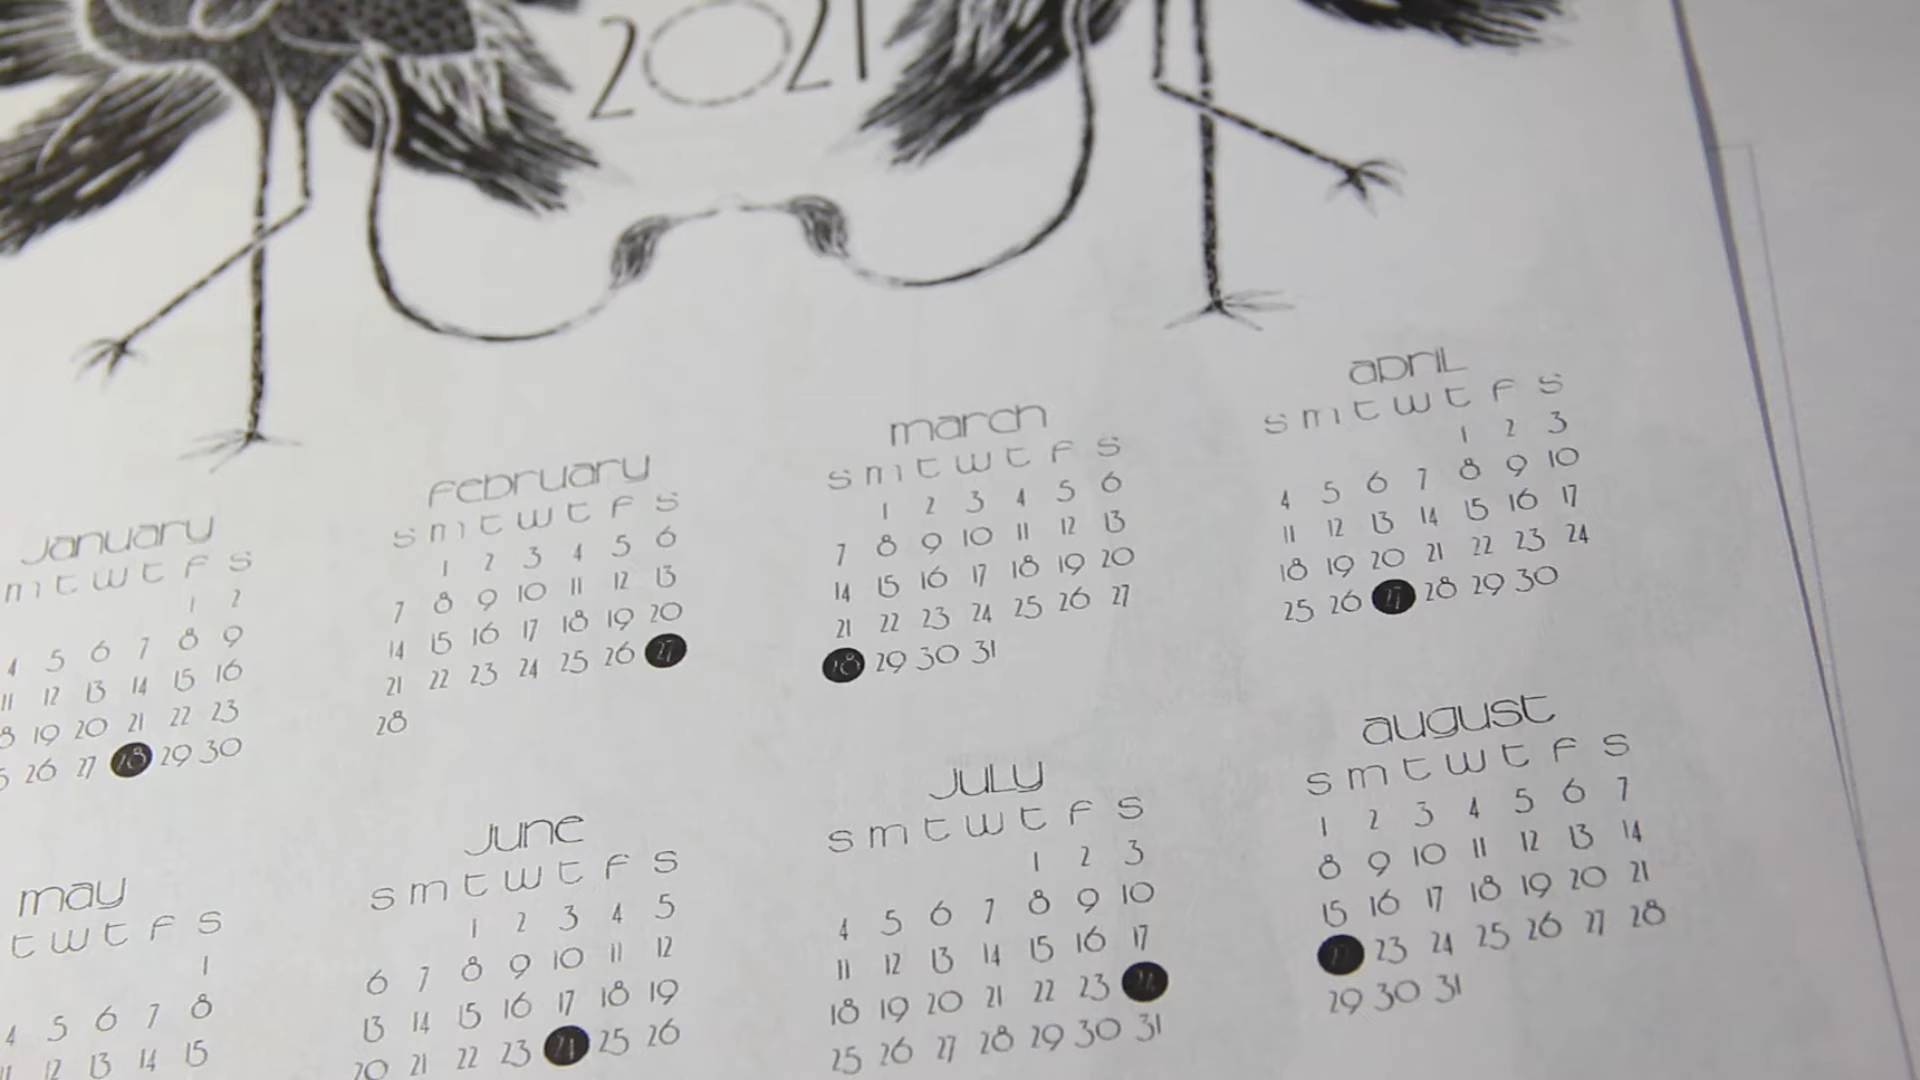 2021
january
m t w t f s
1 2
4 5 6 7 8 9
11 12 13 14 15 16
19 20 21 22 23
26 27 28 29 30
february
s m t w t f s
1 2 3 4 5 6
7 8 9 10 11 12 13
14 15 16 17 18 19 20
21 22 23 24 25 26 27
28
march
s m t w t f s
1 2 3 4 5 6
7 8 9 10 11 12 13
14 15 16 17 18 19 20
21 22 23 24 25 26 27
28 29 30 31
april
s m t w t f s
1 2 3
4 5 6 7 8 9 10
11 12 13 14 15 16 17
18 19 20 21 22 23 24
25 26 27 28 29 30
may
t w t f s
1
4 5 6 7 8
12 13 14 15
june
s m t w t f s
1 2 3 4 5
6 7 8 9 10 11 12
13 14 15 16 17 18 19
20 21 22 23 24 25 26
july
s m t w t f s
1 2 3
4 5 6 7 8 9 10
11 12 13 14 15 16 17
18 19 20 21 22 23 24
25 26 27 28 29 30 31
august
s m t w t f s
1 2 3 4 5 6 7
8 9 10 11 12 13 14
15 16 17 18 19 20 21
22 23 24 25 26 27 28
29 30 31